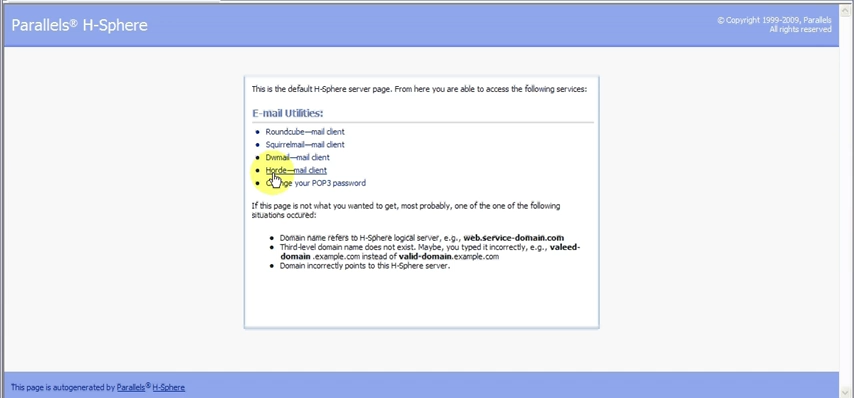 Parallels® H-Sphere
© Copyright 1999-2009, Parallels
All rights reserved
This is the default H-Sphere server page. From here you are able to access the following services:
E-mail Utilities:
Roundcube—mail client
Squirrelmail—mail client
Dwmail—mail client
Horde—mail client
Change your POP3 password
If this page is not what you wanted to get, most probably, one of the one of the following
situations occured:
Domain name refers to H-Sphere logical server, e.g., web.service-domain.com
Third-level domain name does not exist. Maybe, you typed it incorrectly, e.g., valeed-
domain .example.com instead of valid-domain.example.com
Domain incorrectly points to this H-Sphere server.
This page is autogenerated by Parallels® H-Sphere